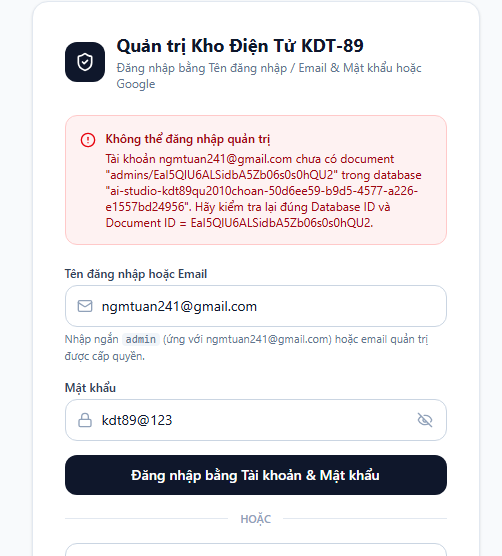 Quản trị Kho Điện Tử KDT-89
Đăng nhập bằng Tên đăng nhập / Email & Mật khẩu hoặc
Google
Không thể đăng nhập quản trị
Tài khoản ngmtuan241@gmail.com chưa có document
"admins/EaI5QIU6ALSidbA5Zb06s0s0hQU2" trong database
"ai-studio-kdt89qu2010choan-50d6ee59-b9d5-4577-a226-
e1557bd24956". Hãy kiểm tra lại đúng Database ID và
Document ID = EaI5QIU6ALSidbA5Zb06s0s0hQU2.
Tên đăng nhập hoặc Email
ngmtuan241@gmail.com
Nhập ngắn admin (ứng với ngmtuan241@gmail.com) hoặc email quản trị
được cấp quyền.
Mật khẩu
kdt89@123
Đăng nhập bằng Tài khoản & Mật khẩu
HOẶC